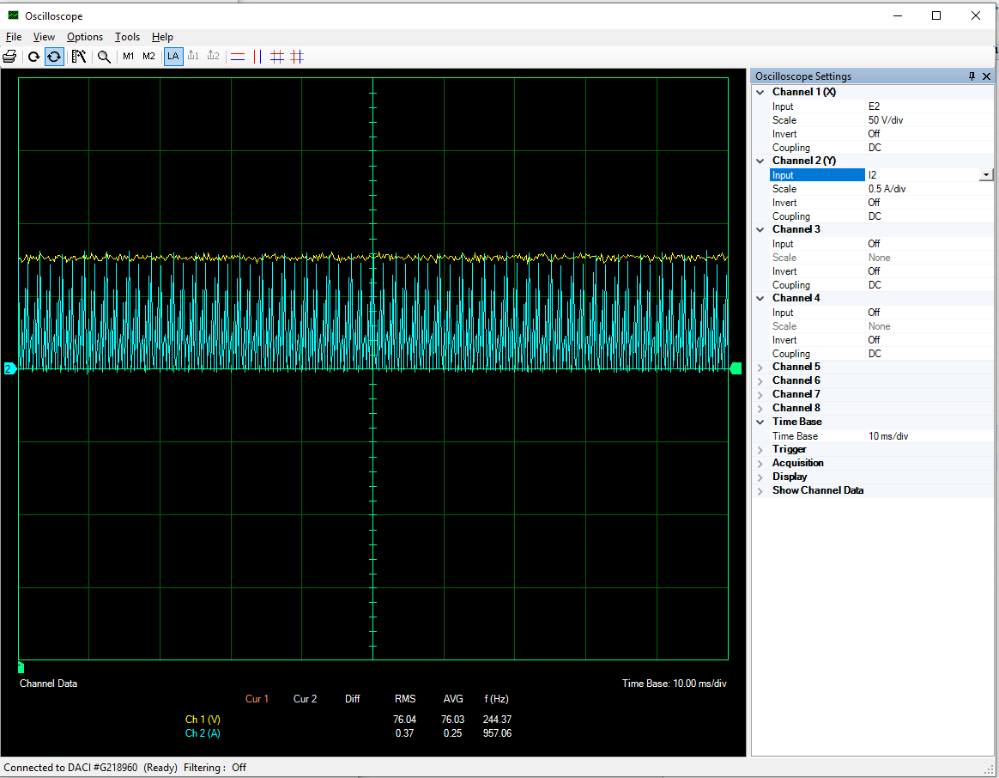 Oscilloscope
File View Options Tools Help
M1 M2 LA 1 2
Oscilloscope Settings
Channel 1 (X)
Input E2
Scale 50 V/div
Invert Off
Coupling DC
Channel 2 (Y)
Input I2
Scale 0.5 A/div
Invert Off
Coupling DC
Channel 3
Input Off
Scale None
Invert Off
Coupling DC
Channel 4
Input Off
Scale None
Invert Off
Coupling DC
Channel 5
Channel 6
Channel 7
Channel 8
Time Base
Time Base 10 ms/div
Trigger
Acquisition
Display
Show Channel Data
2
Channel Data Time Base: 10.00 ms/div
Cur 1 Cur 2 Diff RMS AVG f (Hz)
Ch 1 (V) 76.04 76.03 244.37
Ch 2 (A) 0.37 0.25 957.06
Connected to DACI #G218960 (Ready) Filtering : Off